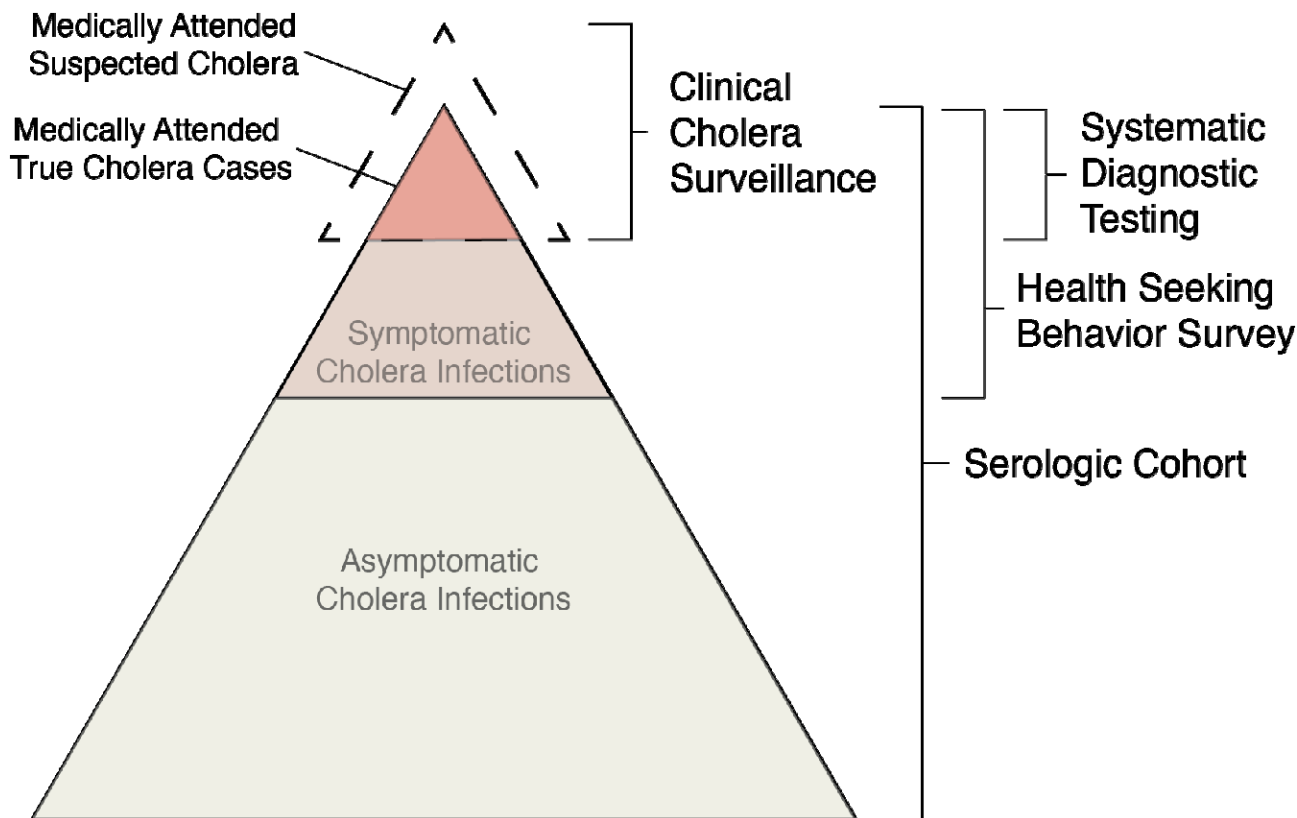 Medically Attended
Suspected Cholera
Medically Attended
True Cholera Cases
Clinical
Cholera
Surveillance
Systematic
Diagnostic
Testing
Health Seeking
Behavior Survey
Symptomatic
Cholera Infections
Serologic Cohort
Asymptomatic
Cholera Infections